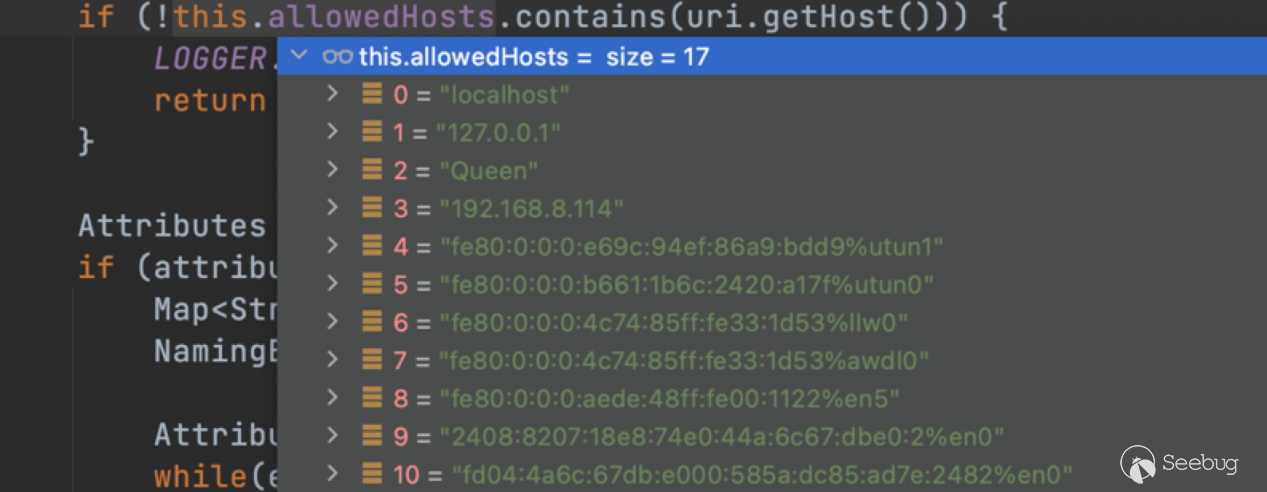 if (!this.allowedHosts.contains(uri.getHost())) {
LOGGER.
this.allowedHosts = size = 17
0 = "localhost"
return
1 = "127.0.0.1"
}
2 = "Queen"
3 = "192.168.8.114"
Attributes
4 = "fe80:0:0:0:e69c:94ef:86a9:bdd9%utun1"
if (attribu
5 = "fe80:0:0:0:b661:1b6c:2420:a17f%utun0"
Map<Str
6 = "fe80:0:0:0:4c74:85ff:fe33:1d53%llw0"
NamingE
7 = "fe80:0:0:0:4c74:85ff:fe33:1d53%awdl0"
8 = "fe80:0:0:0:aede:48ff:fe00:1122%en5"
Attribu
9 = "2408:8207:18e8:74e0:44a:6c67:dbe0:2%en0"
while(e
10 = "fd04:4a6c:67db:e000:585a:dc85:ad7e:2482%en0"
Seebug